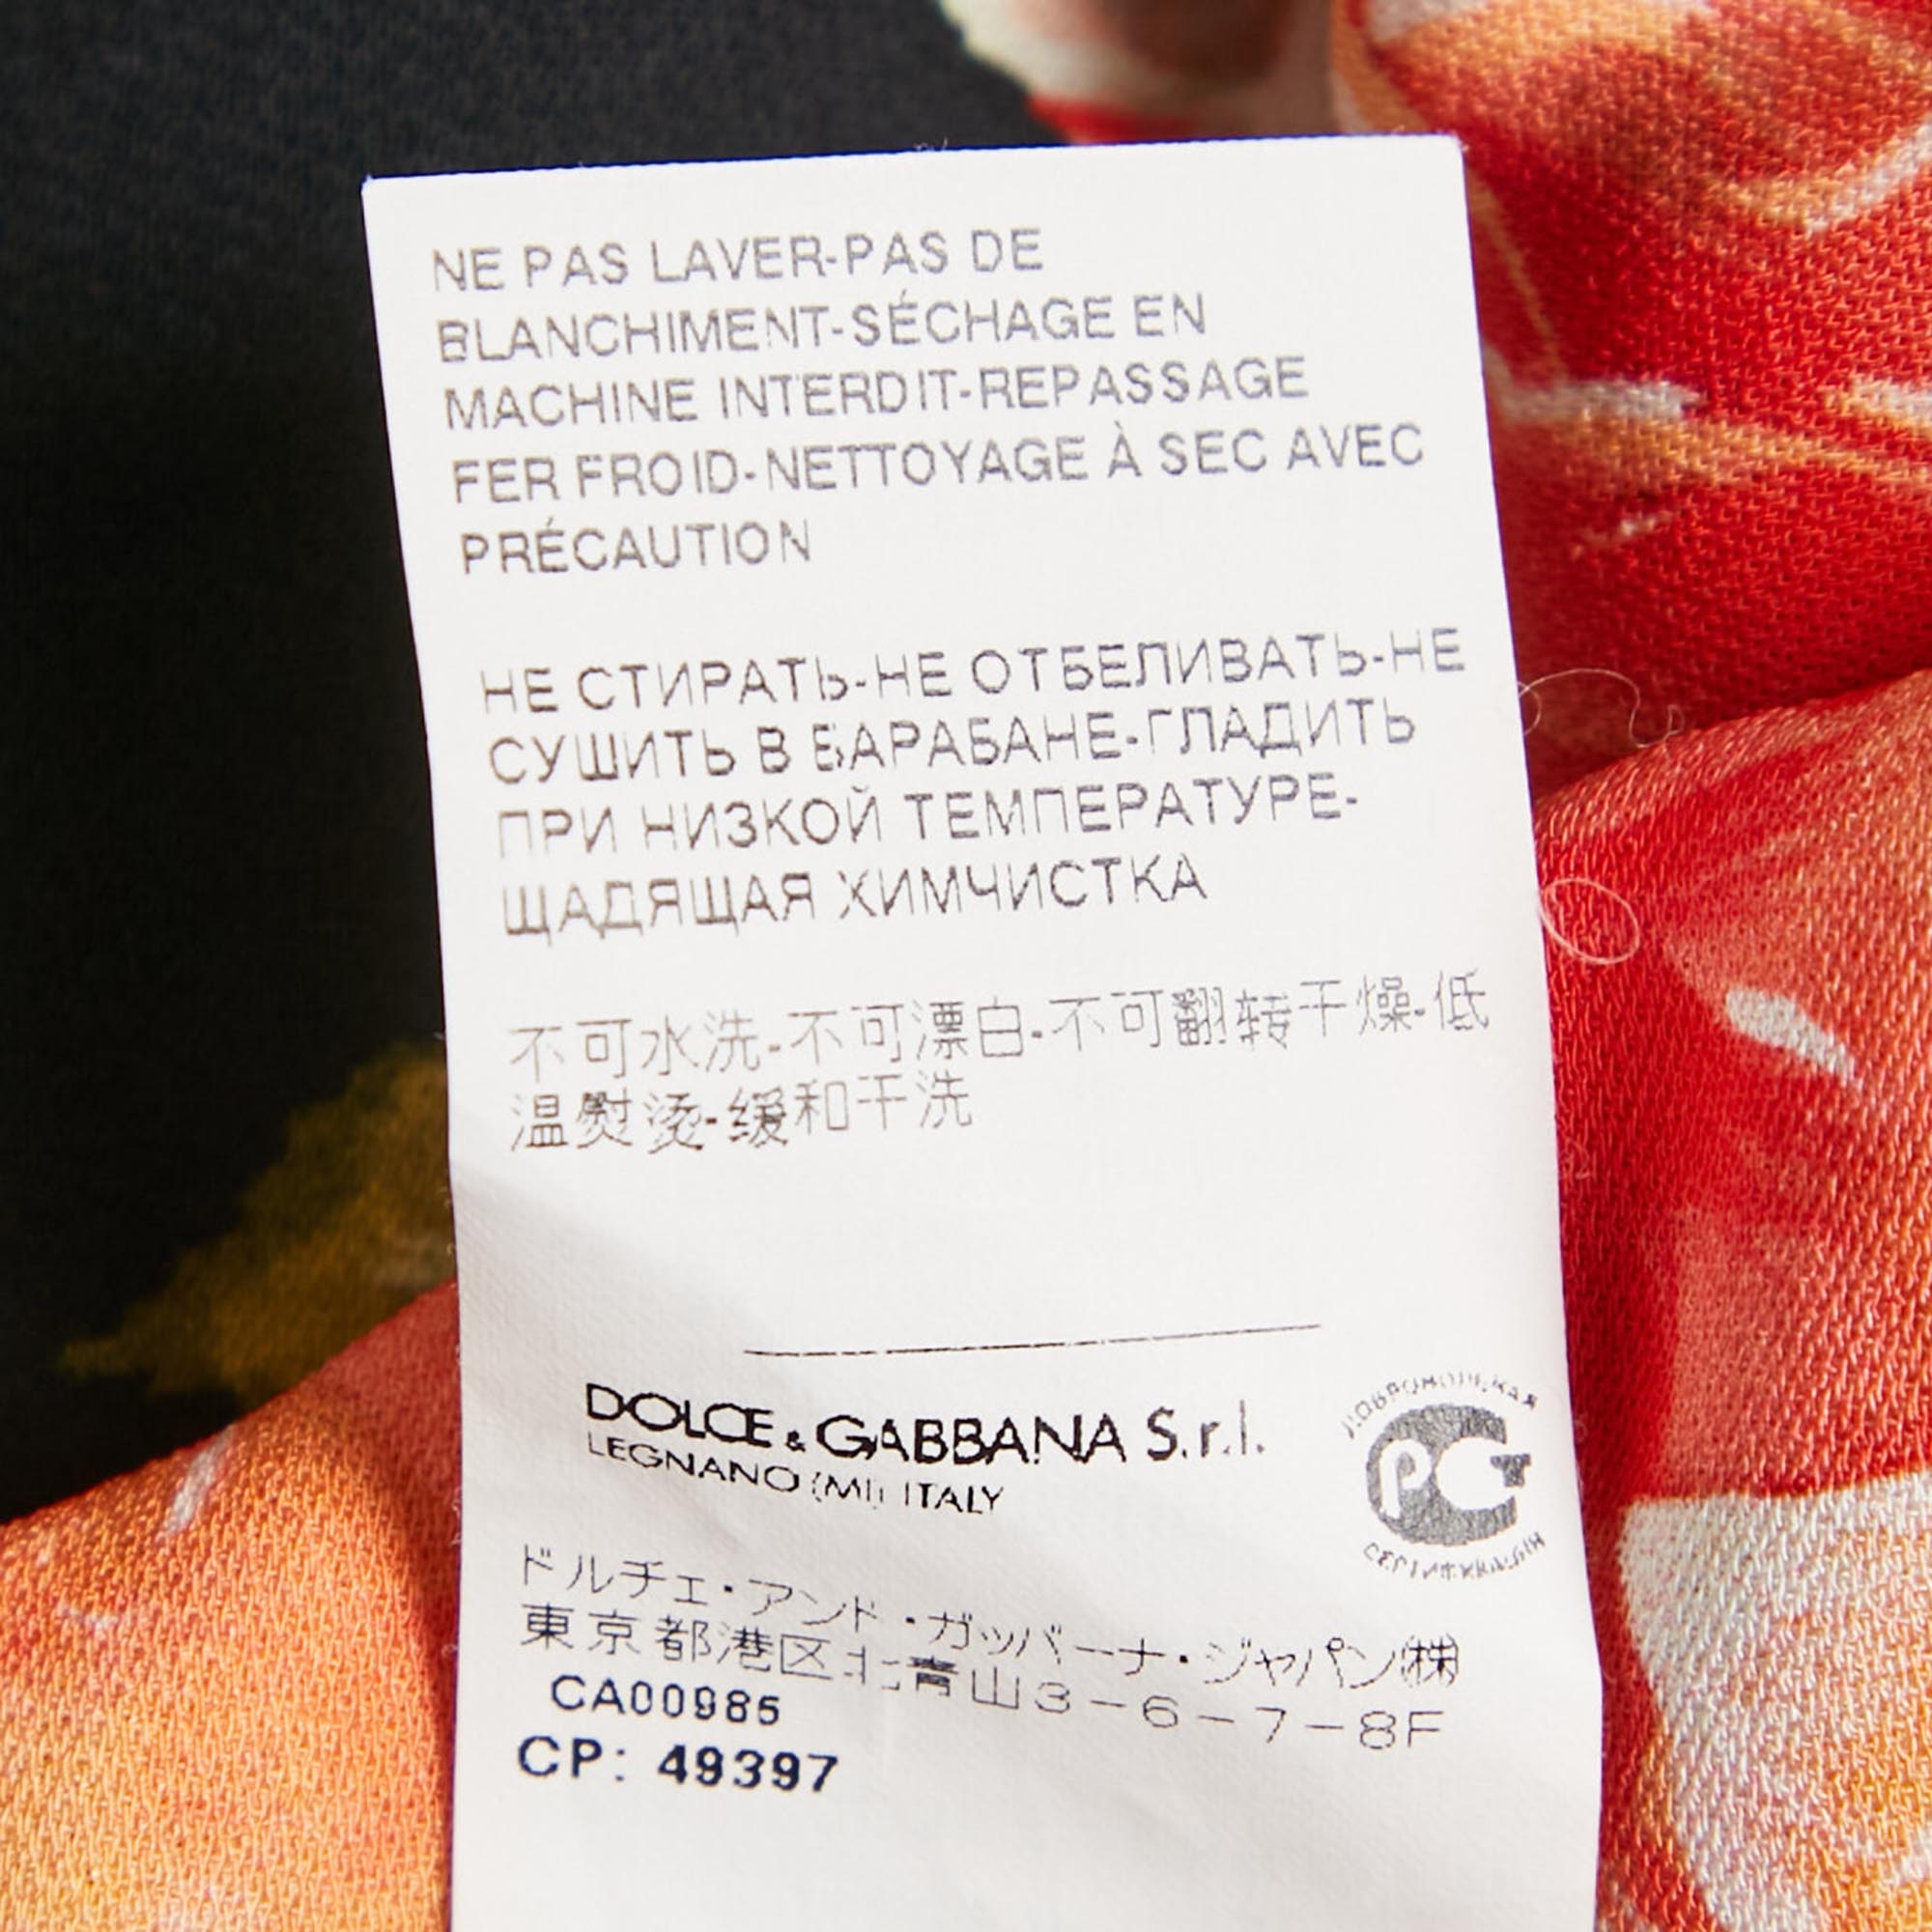 NE PAS LAVER-PAS DE
BLANCHIMENT-SÉCHAGE EN
MACHINE INTERDIT-REPASSAGE
FER FROID-NETTOYAGE À SEC AVEC
PRÉCAUTION
НЕ СТИРАТЬ-НЕ ОТБЕЛИВАТЬ-НЕ
СУШИТЬ В БАРАБАНЕ-ГЛАДИТЬ
ПРИ НИЗКОЙ ТЕМПЕРАТУРЕ-
ЩАДЯЩАЯ ХИМЧИСТКА
不可水洗-不可漂白-不可翻转干燥-低
温熨烫-缓和干洗
DOLCE & GABBANA S.r.l.
LEGNANO (MI) ITALY
ДОБРОВОЛЬНАЯ
РСТ
СЕРТИФИКАЦИЯ
ドルチェ・アンド・ガッバーナ・ジャパン㈱
東京都港区北青山3-6-7-8F
CA00985
CP: 49397